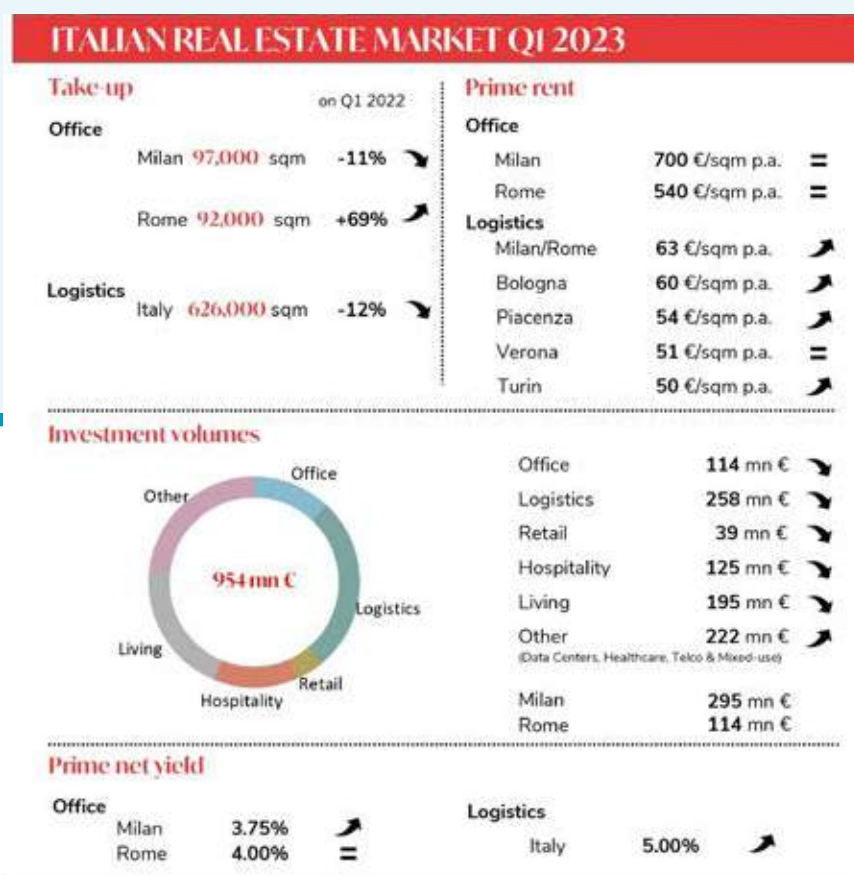 ITALIAN REAL ESTATE MARKET Q1 2023
Take-up
on Q1 2022
Office
Milan 97,000 sqm -11%
Rome 92,000 sqm +69%
Logistics
Italy 626,000 sqm -12%
Prime rent
Office
Milan 700 €/sqm p.a. =
Rome 540 €/sqm p.a. =
Logistics
Milan/Rome 63 €/sqm p.a.
Bologna 60 €/sqm p.a.
Piacenza 54 €/sqm p.a.
Verona 51 €/sqm p.a. =
Turin 50 €/sqm p.a.
Investment volumes
Office
Other
954 mn €
Logistics
Living
Retail
Hospitality
Office 114 mn €
Logistics 258 mn €
Retail 39 mn €
Hospitality 125 mn €
Living 195 mn €
Other 222 mn €
(Data Centers, Healthcare, Telco & Mixed-use)
Milan 295 mn €
Rome 114 mn €
Prime net yield
Office
Milan 3.75%
Rome 4.00% =
Logistics
Italy 5.00%